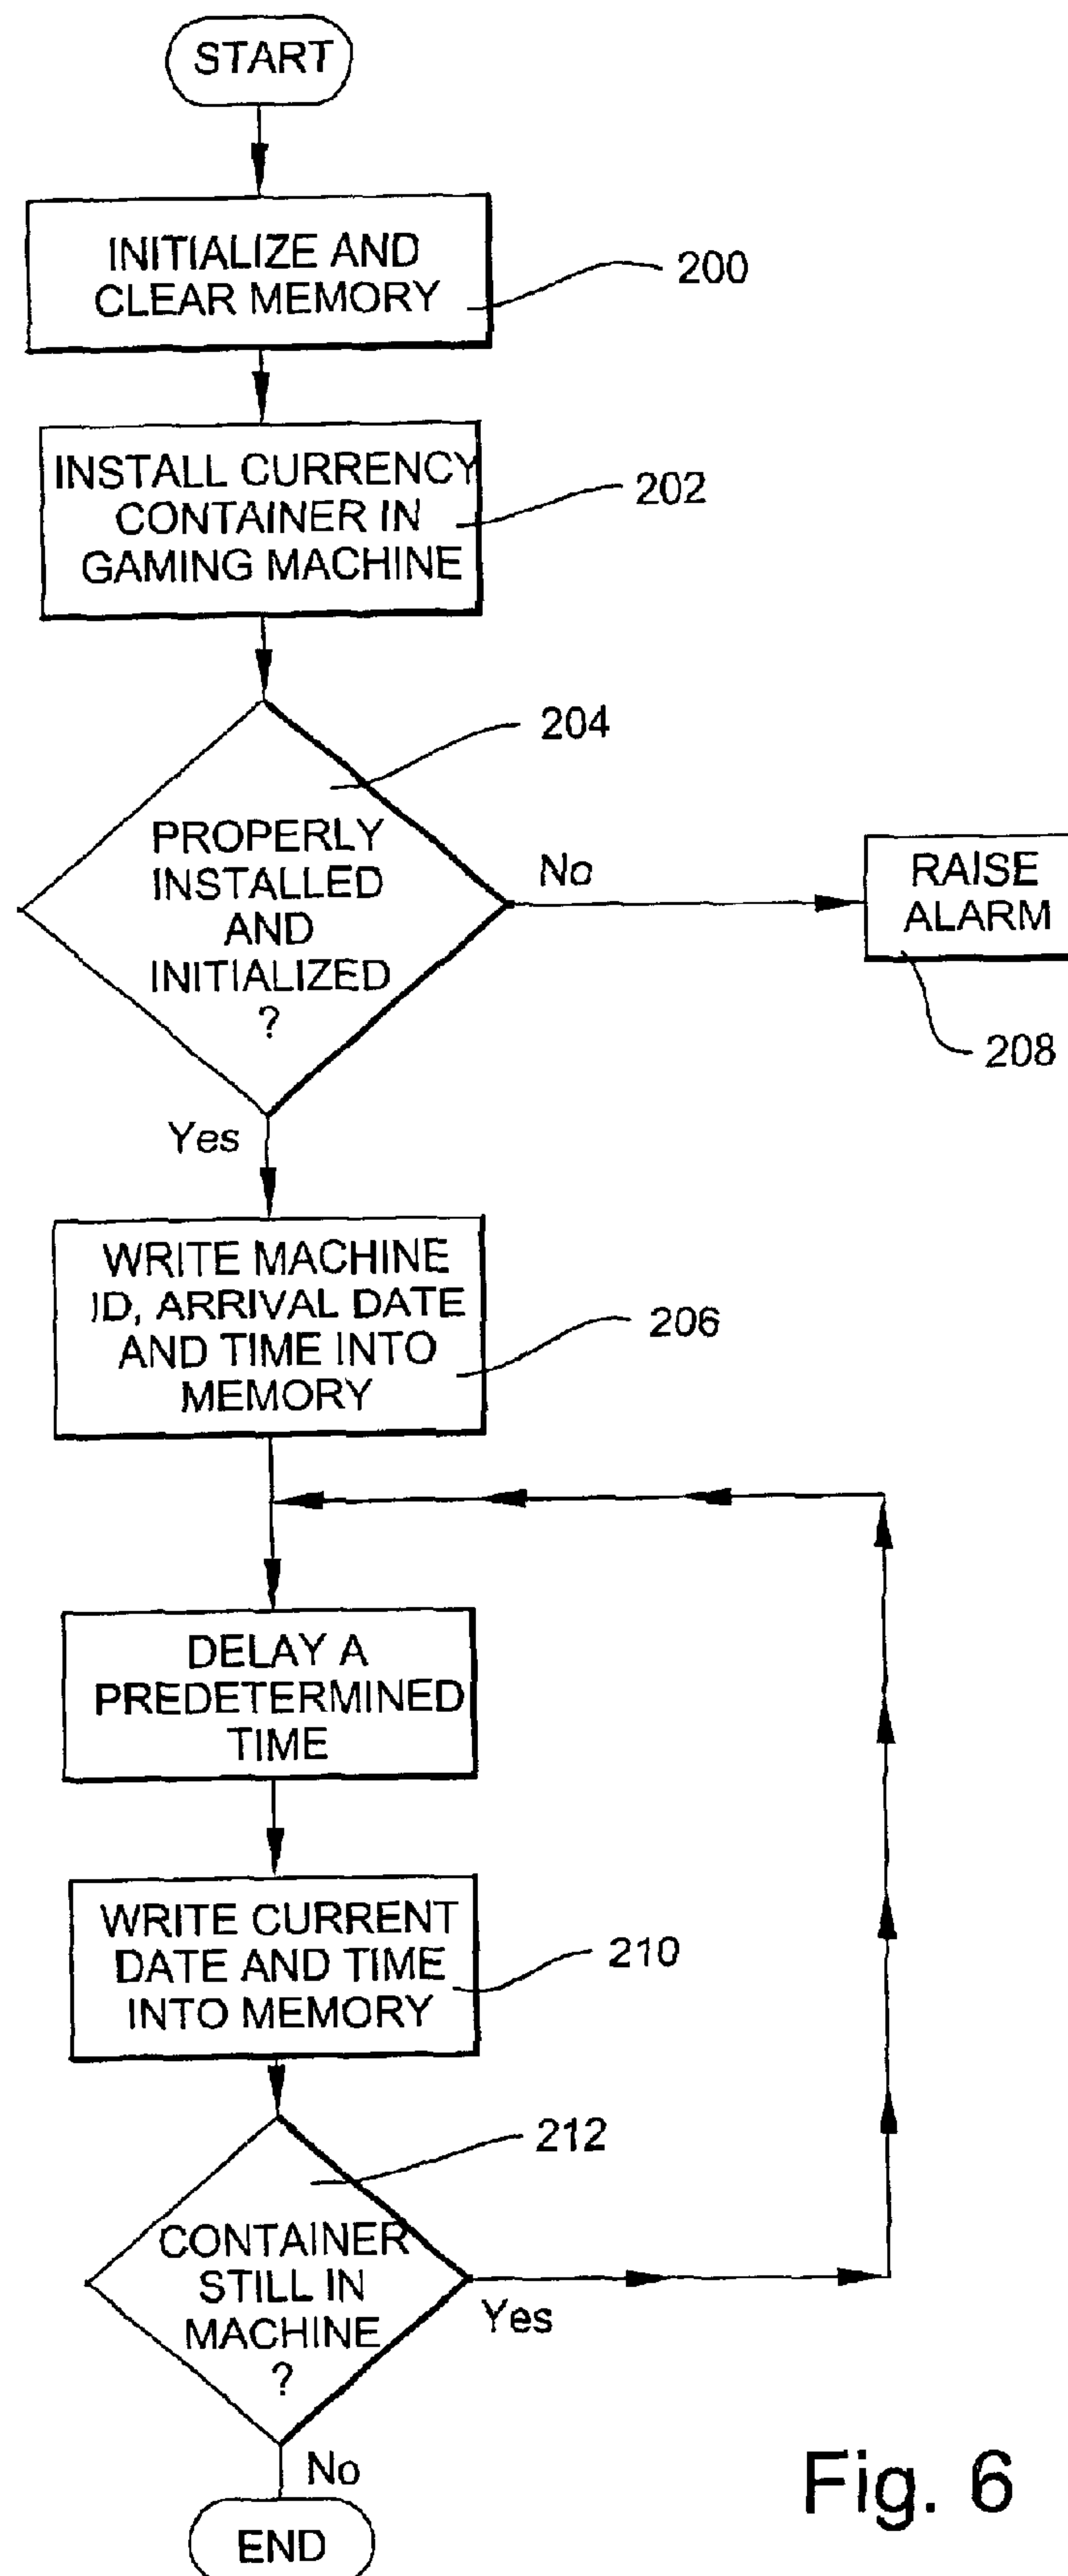 START
INITIALIZE AND
CLEAR MEMORY
200
INSTALL CURRENCY
CONTAINER IN
GAMING MACHINE
202
204
PROPERLY
INSTALLED
AND
INITIALIZED
?
No
RAISE
ALARM
208
Yes
WRITE MACHINE
ID, ARRIVAL DATE
AND TIME INTO
MEMORY
206
DELAY A
PREDETERMINED
TIME
WRITE CURRENT
DATE AND TIME
INTO MEMORY
210
212
CONTAINER
STILL IN
MACHINE
?
Yes
No
END
Fig. 6